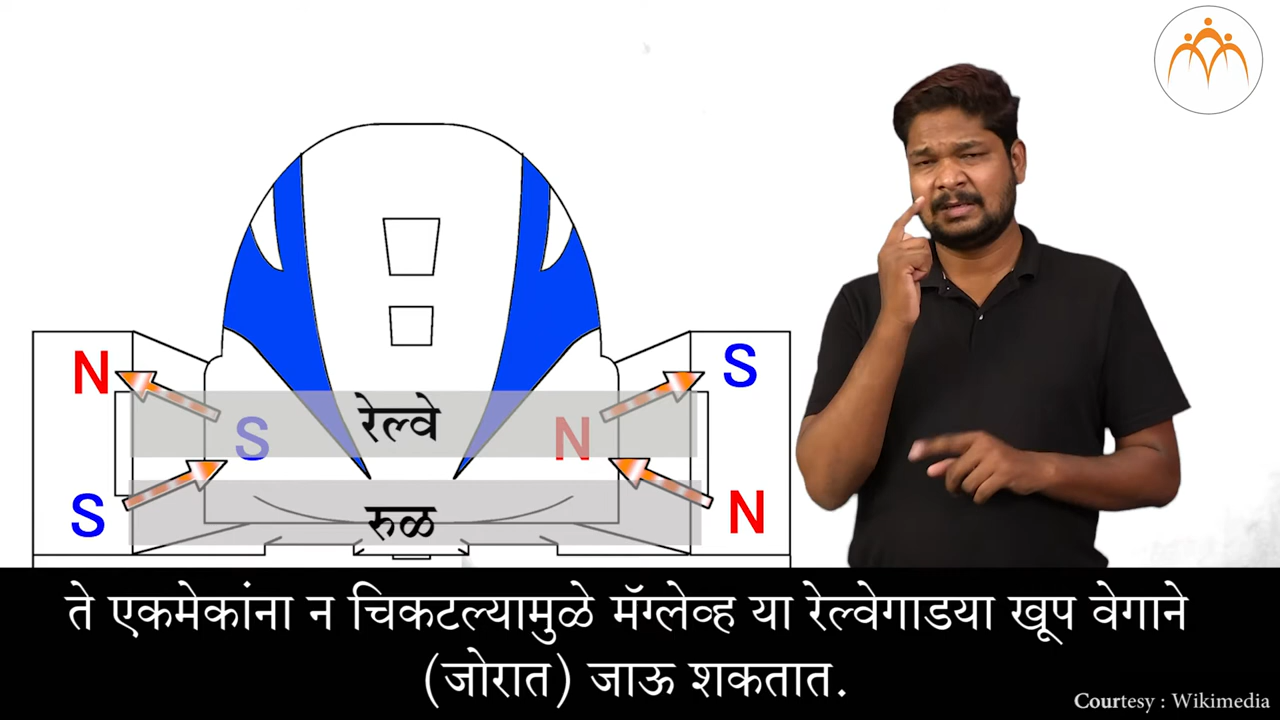 N
S
S
N
रेल्वे
S
N
रुळ
ते एकमेकांना न चिकटल्यामुळे मॅग्लेव्ह या रेल्वेगाडया खूप वेगाने
(जोरात) जाऊ शकतात.
Courtesy : Wikimedia